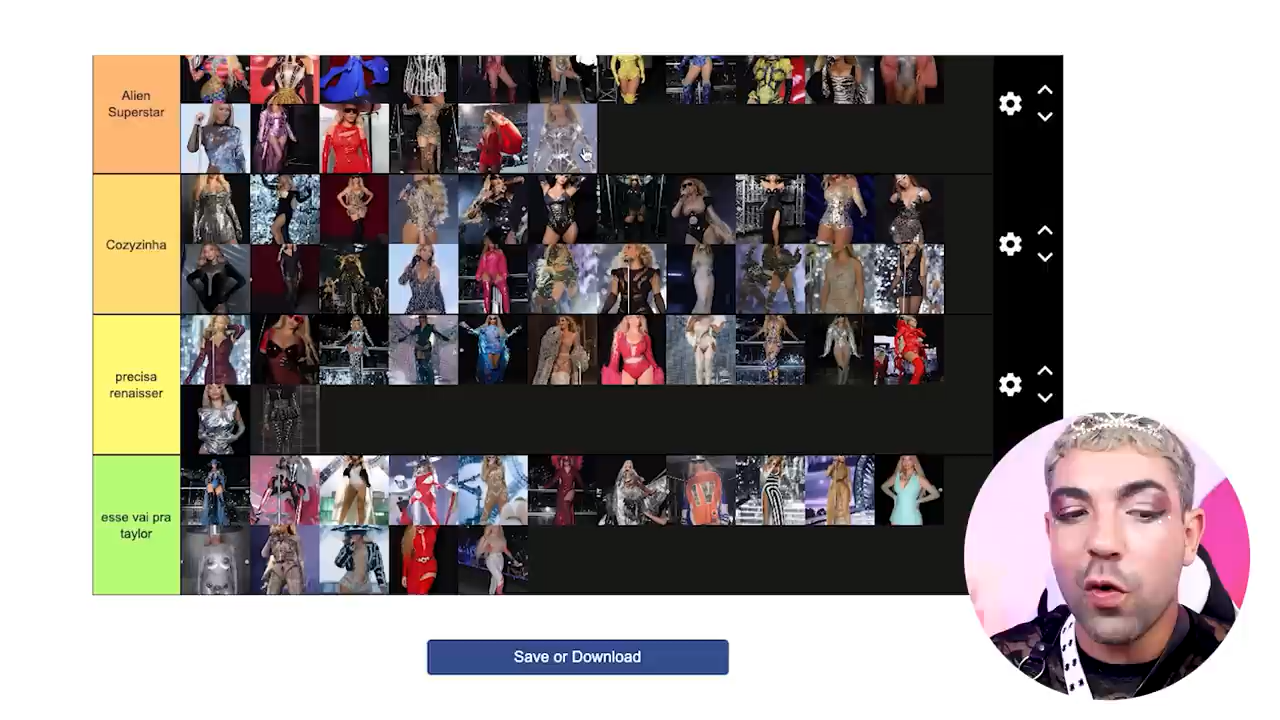 Alien
Superstar
Cozyzinha
precisa
renaisser
esse vai pra
taylor
Save or Download